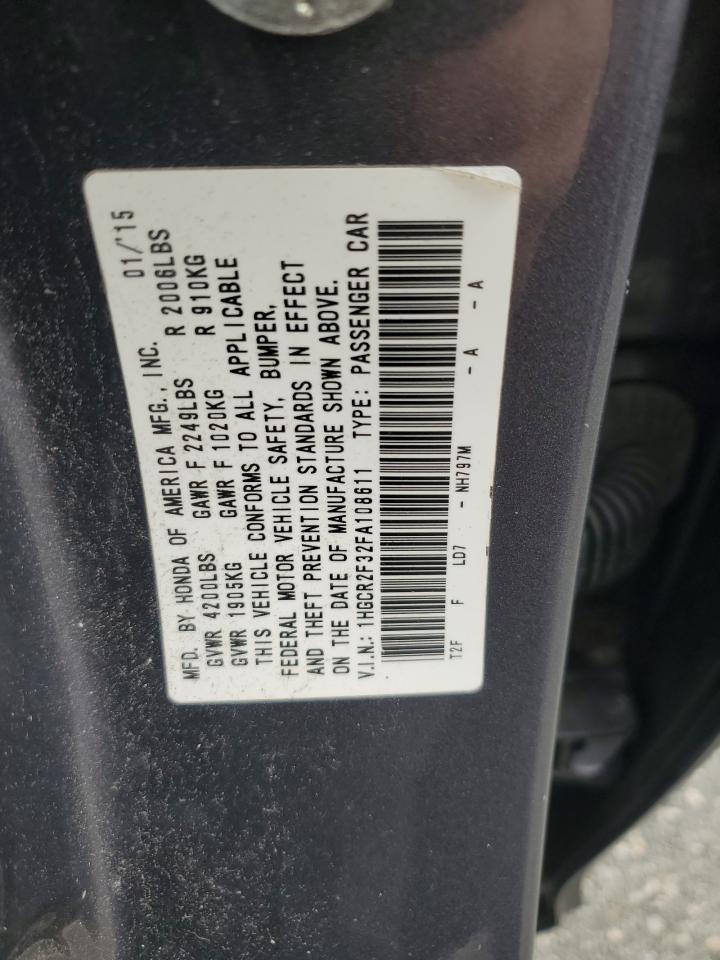 MFD. BY HONDA OF AMERICA MFG., INC. 01/'15
GVWR 4200LBS GAWR F 2249LBS R 2006LBS
GVWR 1905KG GAWR F 1020KG R 910KG
THIS VEHICLE CONFORMS TO ALL APPLICABLE
FEDERAL MOTOR VEHICLE SAFETY, BUMPER,
AND THEFT PREVENTION STANDARDS IN EFFECT
ON THE DATE OF MANUFACTURE SHOWN ABOVE.
V.I.N.: 1HGCR2F32FA108611 TYPE: PASSENGER CAR
T2F F LD7 - NH797M - A - A